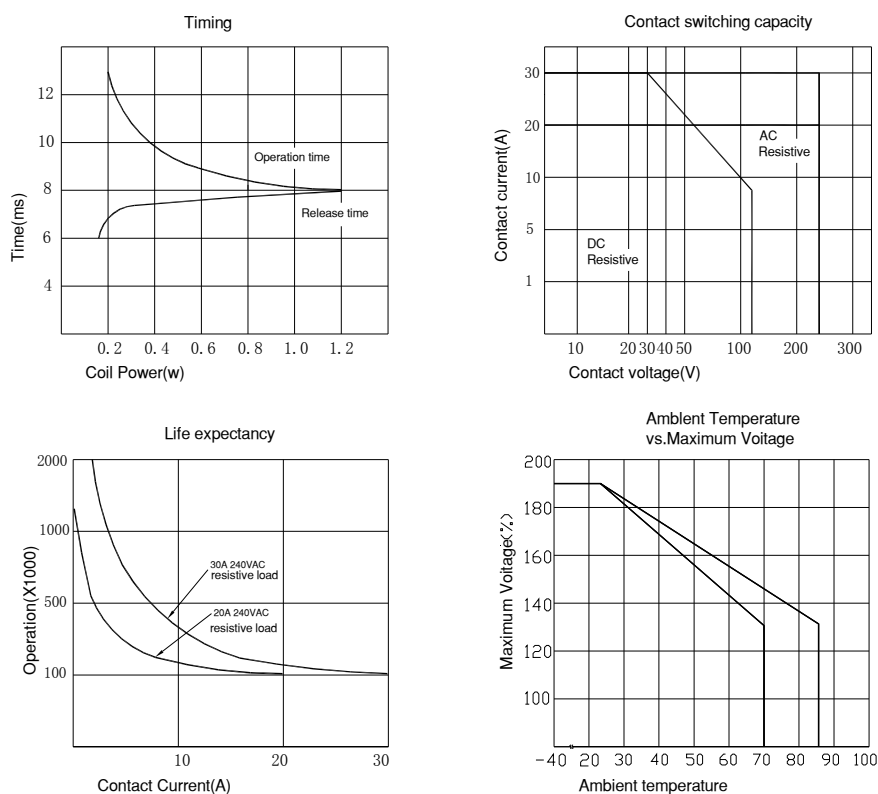 Timing
12
10
8
6
4
Time(ms)
Operation time
Release time
0.2 0.4 0.6 0.8 1.0 1.2
Coil Power(w)
Contact switching capacity
30
20
10
5
1
Contact current(A)
AC
Resistive
DC
Resistive
10 20 30 40 50 100 200 300
Contact voltage(V)
Life expectancy
2000
1000
500
100
Operation(X1000)
30A 240VAC
resistive load
20A 240VAC
resistive load
10 20 30
Contact Current(A)
Amblent Temperature
vs.Maximum Voitage
200
180
160
140
120
100
Maximum Voitage(%)
-40 20 30 40 50 60 70 80 90 100
Ambient temperature